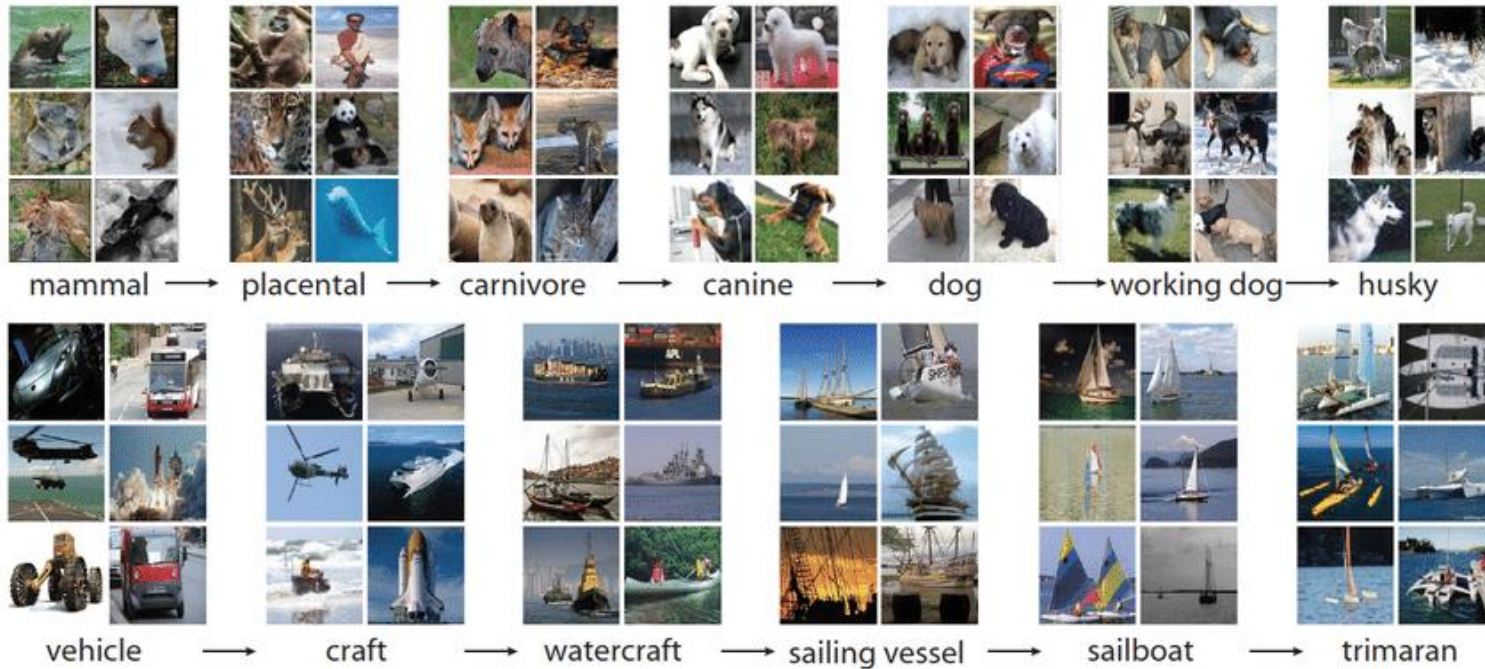 mammal → placental → carnivore → canine → dog → working dog → husky
vehicle → craft → watercraft → sailing vessel → sailboat → trimaran